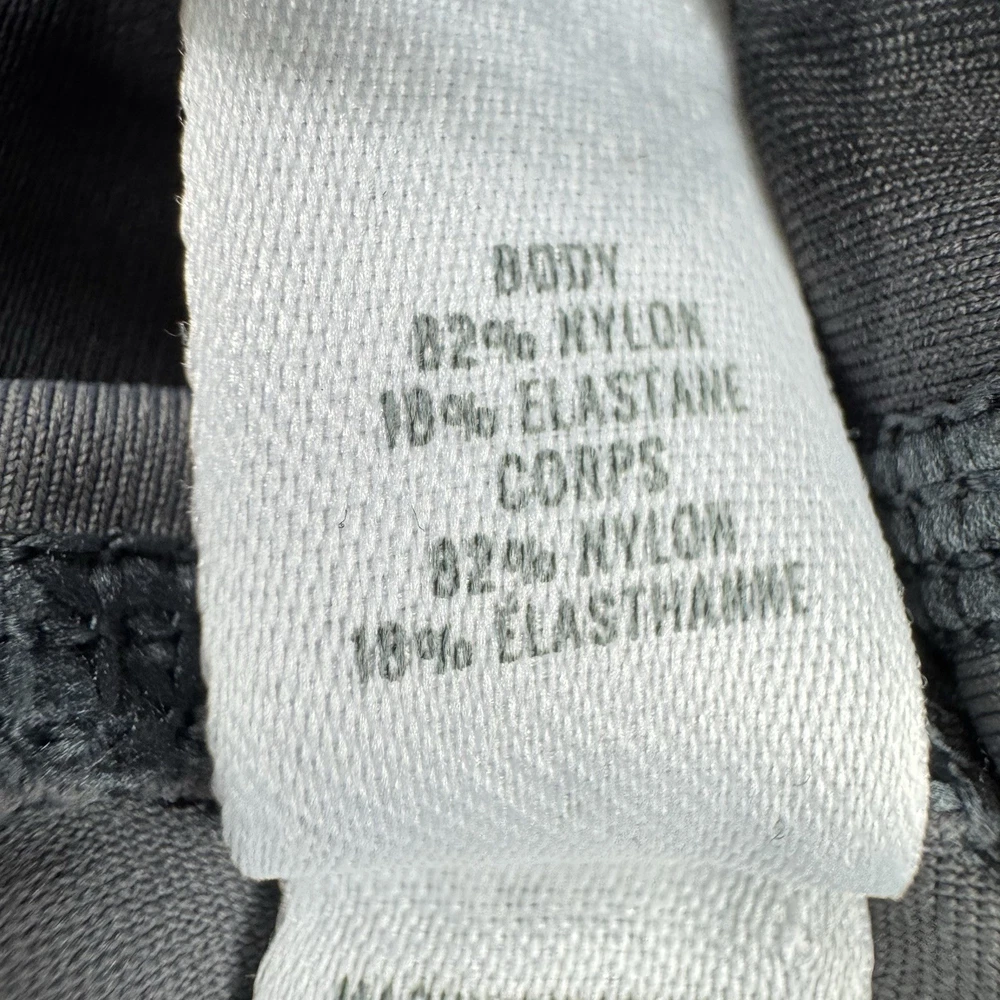 BODY
82% NYLON
18% ELASTANE
CORPS
82% NYLON
18% ÉLASTHANNE